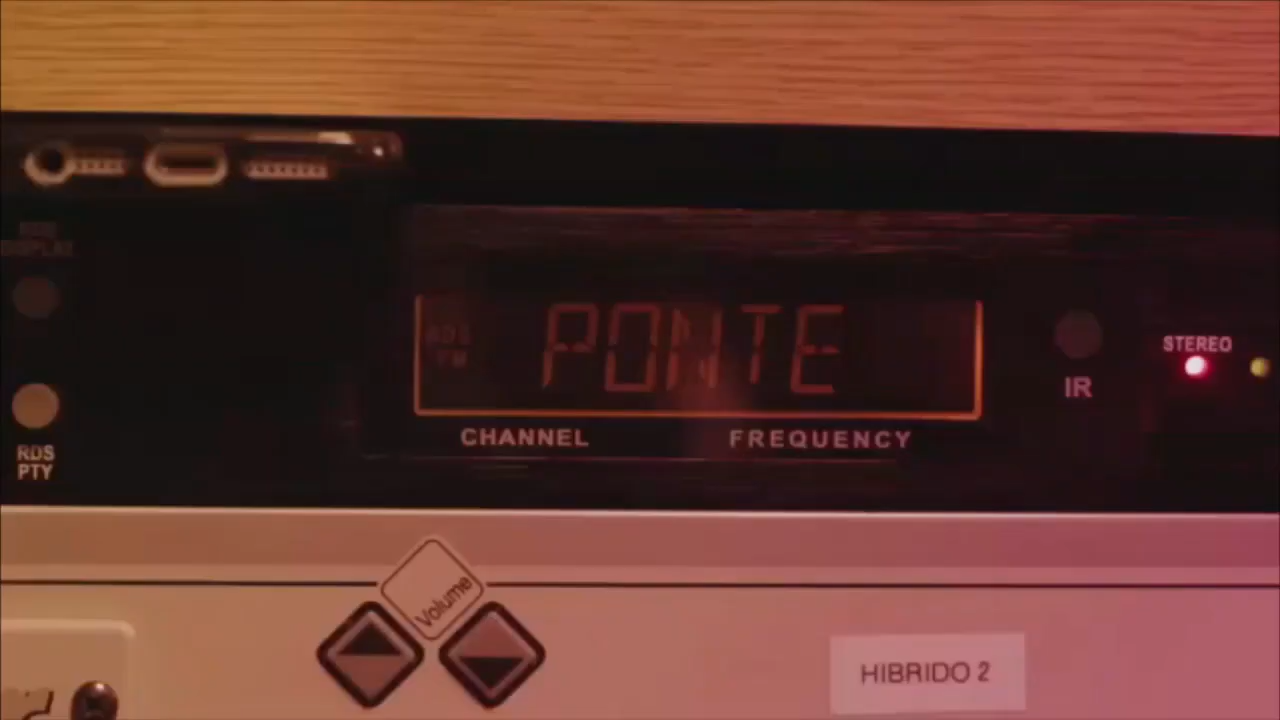 PONTE
STEREO
IR
CHANNEL
FREQUENCY
RDS
PTY
Volume
HIBRIDO 2